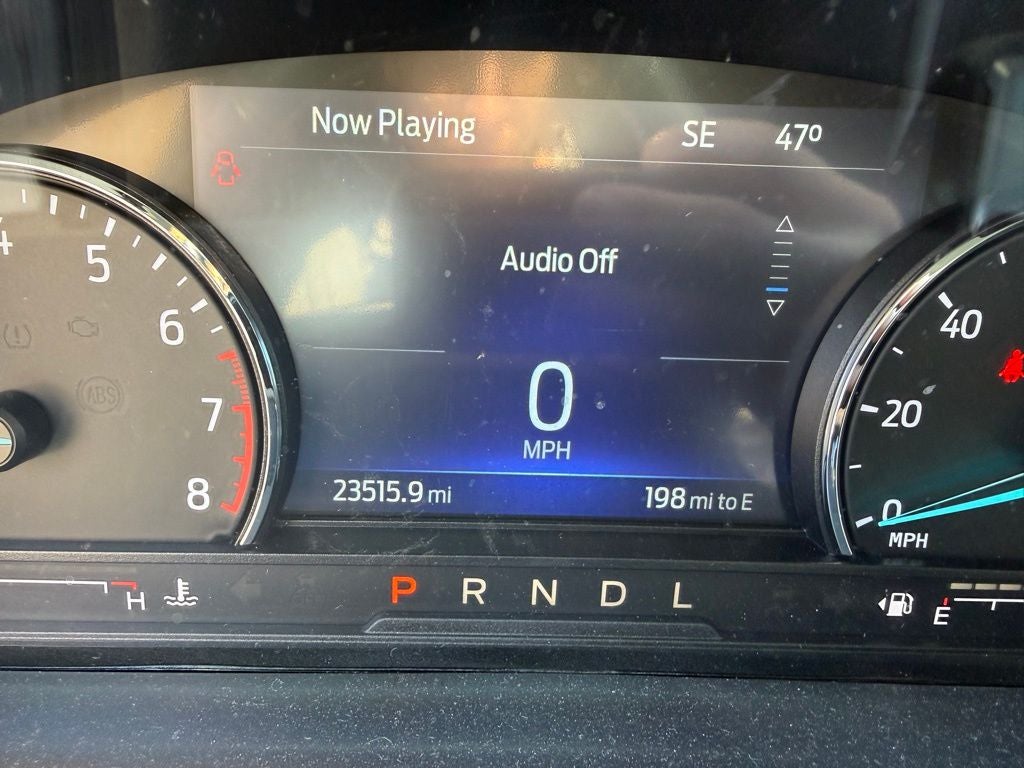 Now Playing SE 47º
Audio Off
4
5
6
7
8
ABS
0
MPH
23515.9 mi 198 mi to E
40
20
0
MPH
H P R N D L E